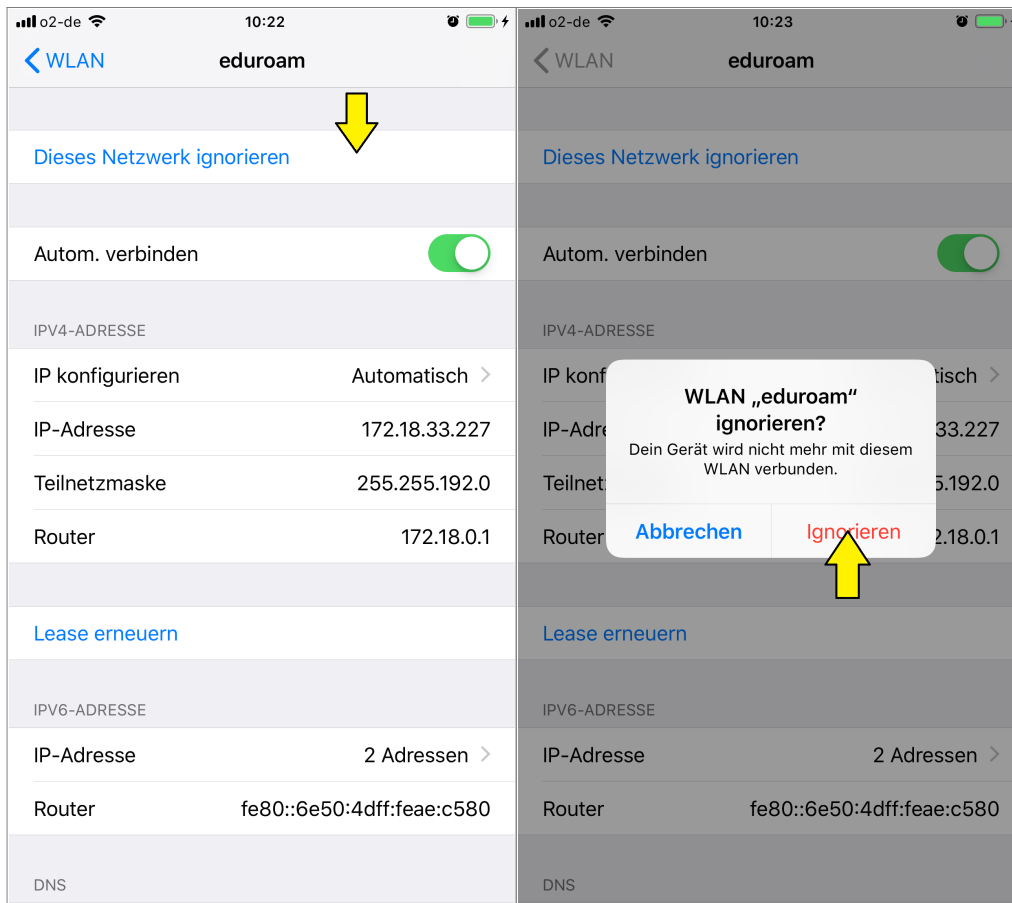 o2-de 10:22
WLAN eduroam
Dieses Netzwerk ignorieren
Autom. verbinden
IPV4-ADRESSE
IP konfigurieren Automatisch
IP-Adresse 172.18.33.227
Teilnetzmaske 255.255.192.0
Router 172.18.0.1
Lease erneuern
IPV6-ADRESSE
IP-Adresse 2 Adressen
Router fe80::6e50:4dff:feae:c580
DNS
o2-de 10:23
WLAN eduroam
Dieses Netzwerk ignorieren
Autom. verbinden
IPV4-ADRESSE
IP konf tisch
IP-Adre 33.227
Teilnet 5.192.0
Router 2.18.0.1
WLAN „eduroam“
ignorieren?
Dein Gerät wird nicht mehr mit diesem
WLAN verbunden.
Abbrechen Ignorieren
Lease erneuern
IPV6-ADRESSE
IP-Adresse 2 Adressen
Router fe80::6e50:4dff:feae:c580
DNS